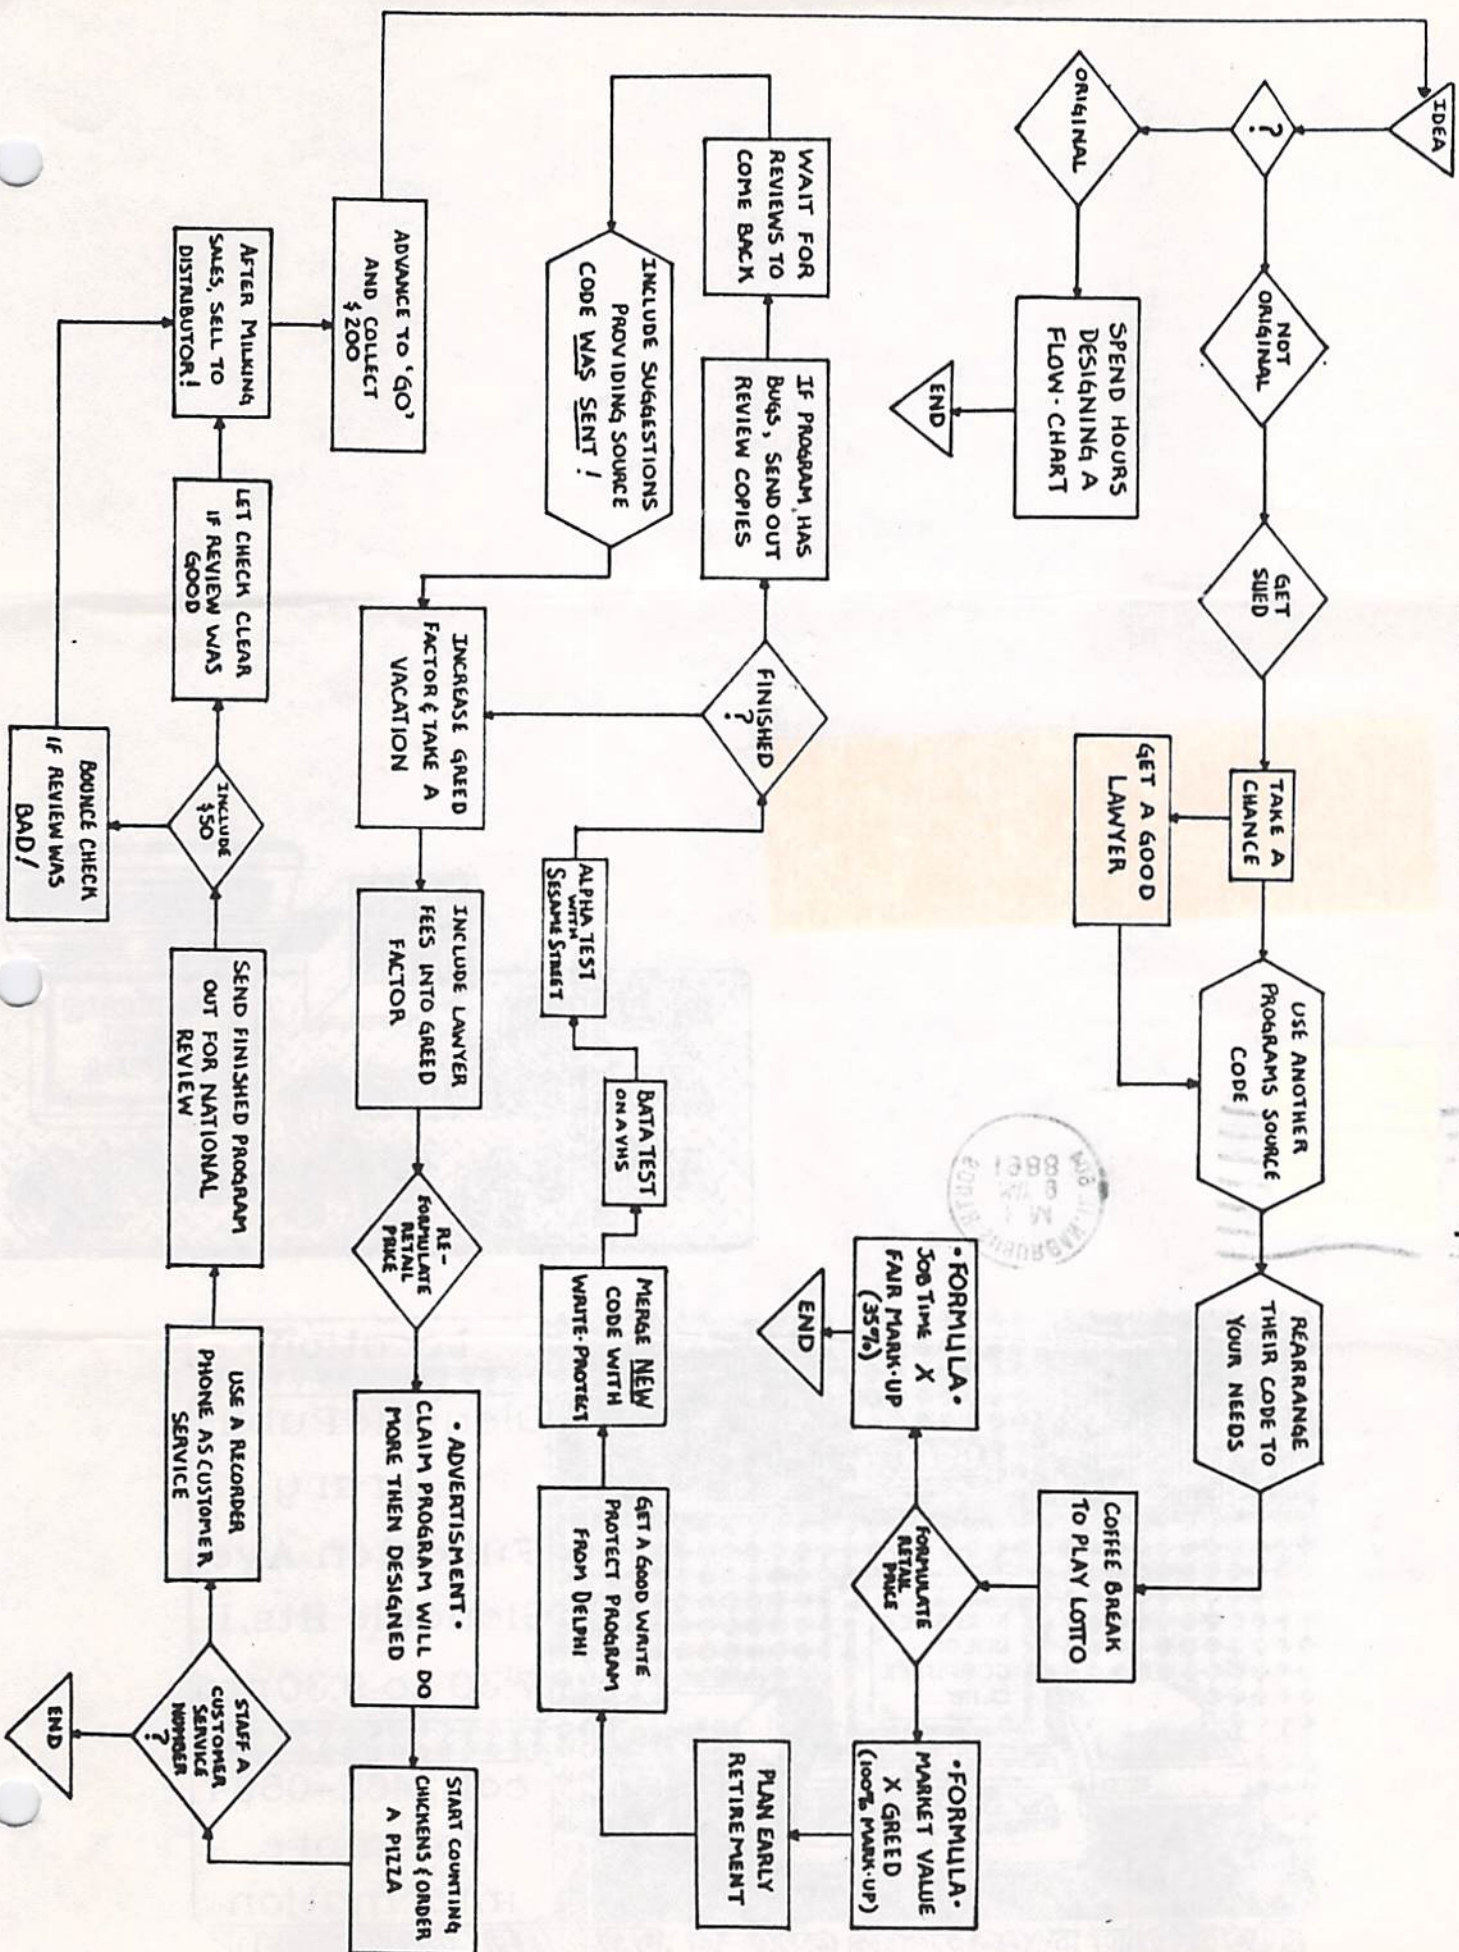 IDEA
?
NOT
ORIGINAL
GET
SUED
TAKE A
CHANCE
USE ANOTHER
PROGRAMS SOURCE
CODE
REARRANGE
THEIR CODE TO
YOUR NEEDS
ORIGINAL
SPEND HOURS
DESIGNING A
FLOW-CHART
END
GET A GOOD
LAWYER
COFFEE BREAK
TO PLAY LOTTO
•FORMULA•
JOB TIME X
FAIR MARK-UP
(35%)
END
FORMULATE
RETAIL
PRICE
•FORMULA•
MARKET VALUE
X GREED
(100% MARK-UP)
PLAN EARLY
RETIREMENT
WAIT FOR
REVIEWS TO
COME BACK
IF PROGRAM HAS
BUGS, SEND OUT
REVIEW COPIES
FINISHED
?
INCLUDE SUGGESTIONS
PROVIDING SOURCE
CODE WAS SENT!
ALPHA TEST
WITH
SESAME STREET
BATA TEST
ON A VHS
MERGE NEW
CODE WITH
WRITE-PROTECT
GET A GOOD WRITE
PROTECT PROGRAM
FROM DELPHI
INCREASE GREED
FACTOR & TAKE A
VACATION
INCLUDE LAWYER
FEES INTO GREED
FACTOR
RE-
FORMULATE
RETAIL
PRICE
•ADVERTISMENT•
CLAIM PROGRAM WILL DO
MORE THEN DESIGNED
START COUNTING
CHICKENS & ORDER
A PIZZA
ADVANCE TO 'GO'
AND COLLECT
$200
AFTER MILKING
SALES, SELL TO
DISTRIBUTOR!
LET CHECK CLEAR
IF REVIEW WAS
GOOD
INCLUDE
$50
SEND FINISHED PROGRAM
OUT FOR NATIONAL
REVIEW
USE A RECORDER
PHONE AS CUSTOMER
SERVICE
STAFF A
CUSTOMER
SERVICE
NOMBER
?
BOUNCE CHECK
IF REVIEW WAS
BAD!
END